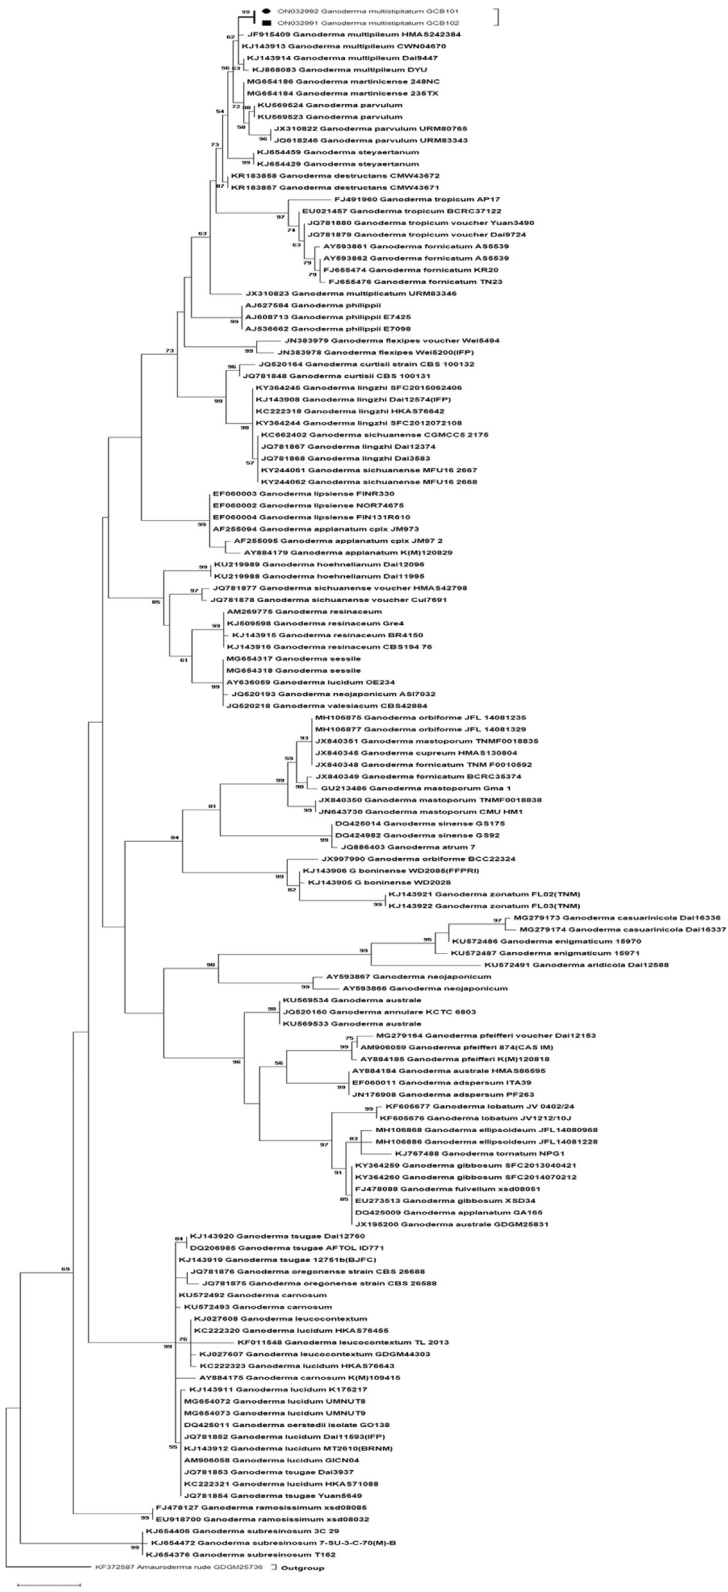 ON032992 Ganoderma multistipitatum GCB101
ON032991 Ganoderma multistipitatum GCB102
JF915409 Ganoderma multipileum HMAS242384
KJ143913 Ganoderma multipileum CWN04670
KJ143914 Ganoderma multipileum Dai9447
KJ868083 Ganoderma multipileum DYU
MG654186 Ganoderma martinicense 248NC
MG654184 Ganoderma martinicense 235TX
KU569524 Ganoderma parvulum
KU569523 Ganoderma parvulum
JX310822 Ganoderma parvulum URM80765
JQ618246 Ganoderma parvulum URM83343
KJ654459 Ganoderma steyaertanum
KJ654429 Ganoderma steyaertanum
KR183858 Ganoderma destructans CMW43672
KR183857 Ganoderma destructans CMW43671
FJ491960 Ganoderma tropicum AP17
EU021457 Ganoderma tropicum BCRC37122
JQ781880 Ganoderma tropicum voucher Yuan3490
JQ781879 Ganoderma tropicum voucher Dai9724
AY593861 Ganoderma fornicatum AS5539
AY593862 Ganoderma fornicatum AS5539
FJ655474 Ganoderma fornicatum KR20
FJ655476 Ganoderma fornicatum TN23
JX310823 Ganoderma multiplicatum URM83346
AJ627584 Ganoderma philippii
AJ608713 Ganoderma philippii E7425
AJ536662 Ganoderma philippii E7098
JN383979 Ganoderma flexipes voucher Wei5494
JN383978 Ganoderma flexipes Wei5200(IFP)
JQ520164 Ganoderma curtisii strain CBS 100132
JQ781848 Ganoderma curtisii CBS 100131
KY364245 Ganoderma lingzhi SFC2015062406
KJ143908 Ganoderma lingzhi Dai12574(IFP)
KC222318 Ganoderma lingzhi HKAS76642
KY364244 Ganoderma lingzhi SFC2012072108
KC662402 Ganoderma sichuanense CGMCC5 2175
JQ781867 Ganoderma lingzhi Dai12374
JQ781868 Ganoderma lingzhi Dai3583
KY244061 Ganoderma sichuanense MFU16 2667
KY244062 Ganoderma sichuanense MFU16 2668
EF060003 Ganoderma lipsiense FINR330
EF060002 Ganoderma lipsiense NOR74675
EF060004 Ganoderma lipsiense FIN131R610
AF255094 Ganoderma applanatum cplx JM973
AF255095 Ganoderma applanatum cplx JM97 2
AY884179 Ganoderma applanatum K(M)120829
KU219989 Ganoderma hoehnelianum Dai12096
KU219988 Ganoderma hoehnelianum Dai11995
JQ781877 Ganoderma sichuanense voucher HMAS42798
JQ781878 Ganoderma sichuanense voucher Cui7691
AM269775 Ganoderma resinaceum
KJ509598 Ganoderma resinaceum Gre4
KJ143915 Ganoderma resinaceum BR4150
KJ143916 Ganoderma resinaceum CBS194 76
MG654317 Ganoderma sessile
MG654318 Ganoderma sessile
AY636059 Ganoderma lucidum OE234
JQ520193 Ganoderma neojaponicum ASI7032
JQ520218 Ganoderma valesiacum CBS42884
MH106875 Ganoderma orbiforme JFL 14081235
MH106877 Ganoderma orbiforme JFL 14081329
JX840351 Ganoderma mastoporum TNMF0018835
JX840345 Ganoderma cupreum HMAS130804
JX840348 Ganoderma fornicatum TNM F0010592
JX840349 Ganoderma fornicatum BCRC35374
GU213486 Ganoderma mastoporum Gma 1
JX840350 Ganoderma mastoporum TNMF0018838
JN643730 Ganoderma mastoporum CMU HM1
DQ425014 Ganoderma sinense GS175
DQ424982 Ganoderma sinense GS92
JQ886403 Ganoderma atrum 7
JX997990 Ganoderma orbiforme BCC22324
KJ143906 G boninense WD2085(FFPRI)
KJ143905 G boninense WD2028
KJ143921 Ganoderma zonatum FL02(TNM)
KJ143922 Ganoderma zonatum FL03(TNM)
MG279173 Ganoderma casuarinicola Dai16336
MG279174 Ganoderma casuarinicola Dai16337
KU572486 Ganoderma enigmaticum 15970
KU572487 Ganoderma enigmaticum 15971
KU572491 Ganoderma aridicola Dai12588
AY593867 Ganoderma neojaponicum
AY593866 Ganoderma neojaponicum
KU569534 Ganoderma australe
JQ520160 Ganoderma annulare KCTC 6803
KU569533 Ganoderma australe
MG279164 Ganoderma pfeifferi voucher Dai12153
AM906059 Ganoderma pfeifferi 874(CAS IM)
AY884185 Ganoderma pfeifferi K(M)120818
AY884184 Ganoderma australe HMAS86595
EF060011 Ganoderma adspersum ITA39
JN176908 Ganoderma adspersum PF263
KF605677 Ganoderma lobatum JV 0402/24
KF605676 Ganoderma lobatum JV1212/10J
MH106868 Ganoderma ellipsoideum JFL14080968
MH106886 Ganoderma ellipsoideum JFL14081228
KJ767488 Ganoderma tornatum NPG1
KY364259 Ganoderma gibbosum SFC2013040421
KY364260 Ganoderma gibbosum SFC2014070212
FJ478088 Ganoderma fulvellum xsd08051
EU273513 Ganoderma gibbosum XSD34
DQ425009 Ganoderma applanatum GA165
JX195200 Ganoderma australe GDGM25831
KJ143920 Ganoderma tsugae Dai12760
DQ206985 Ganoderma tsugae AFTOL ID771
KJ143919 Ganoderma tsugae 12751b(BJFC)
JQ781876 Ganoderma oregonense strain CBS 26688
JQ781875 Ganoderma oregonense strain CBS 26588
KU572492 Ganoderma carnosum
KU572493 Ganoderma carnosum
KJ027608 Ganoderma leucocontextum
KC222320 Ganoderma lucidum HKAS76455
KF011548 Ganoderma leucocontextum TL 2013
KJ027607 Ganoderma leucocontextum GDGM44303
KC222323 Ganoderma lucidum HKAS76643
AY884175 Ganoderma carnosum K(M)109415
KJ143911 Ganoderma lucidum K175217
MG654072 Ganoderma lucidum UMNUT8
MG654073 Ganoderma lucidum UMNUT9
DQ425011 Ganoderma oerstedii isolate GO138
JQ781852 Ganoderma lucidum Dai11593(IFP)
KJ143912 Ganoderma lucidum MT2610(BRNM)
AM906058 Ganoderma lucidum GICN04
JQ781853 Ganoderma tsugae Dai3937
KC222321 Ganoderma lucidum HKAS71088
JQ781854 Ganoderma tsugae Yuan5649
FJ478127 Ganoderma ramosissimum xsd08085
EU918700 Ganoderma ramosissimum xsd08032
KJ654406 Ganoderma subresinosum 3C 29
KJ654472 Ganoderma subresinosum 7-SU-3-C-70(M)-B
KJ654376 Ganoderma subresinosum T162
KF372587 Amauroderma rude GDGM25736 Outgroup